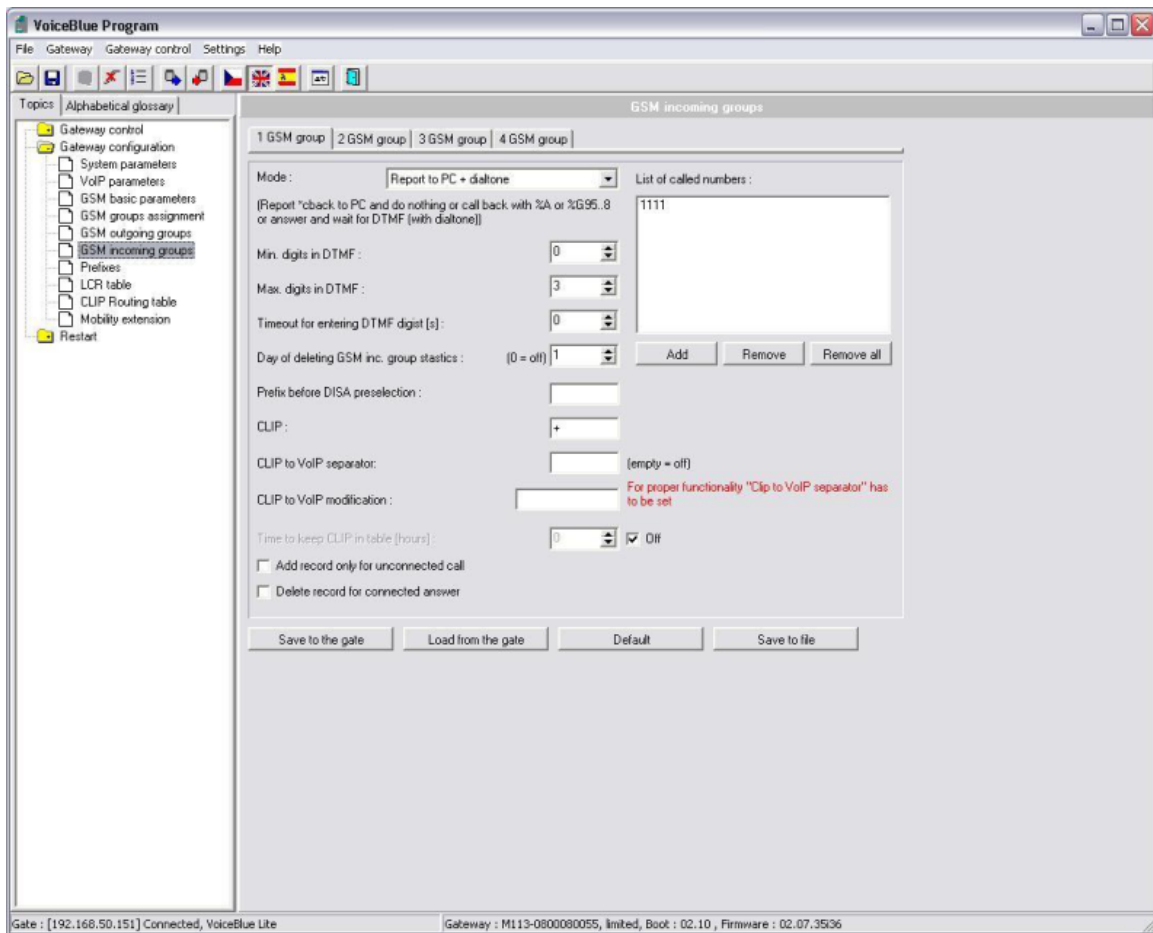 VoiceBlue Program
File Gateway Gateway control Settings Help
Topics Alphabetical glossary
GSM incoming groups
Gateway control
Gateway configuration
System parameters
VoIP parameters
GSM basic parameters
GSM groups assignment
GSM outgoing groups
GSM incoming groups
Prefixes
LCR table
CLIP Routing table
Mobility extension
Restart
1 GSM group 2 GSM group 3 GSM group 4 GSM group
Mode : Report to PC + dialtone
(Report *cback to PC and do nothing or call back with %A or %G95..8
or answer and wait for DTMF (with dialtone))
Min. digits in DTMF : 0
Max. digits in DTMF : 3
Timeout for entering DTMF digist [s] : 0
Day of deleting GSM inc. group stastics : (0 = off) 1
Prefix before DISA preselection :
CLIP : +
CLIP to VoIP separator: (empty = off)
CLIP to VoIP modification :
For proper functionality "Clip to VoIP separator" has
to be set
Time to keep CLIP in table [hours] : 0 Off
Add record only for unconnected call
Delete record for connected answer
List of called numbers :
1111
Add Remove Remove all
Save to the gate Load from the gate Default Save to file
Gate : [192.168.50.151] Connected, VoiceBlue Lite
Gateway : M113-0800080055, limited, Boot : 02.10 , Firmware :